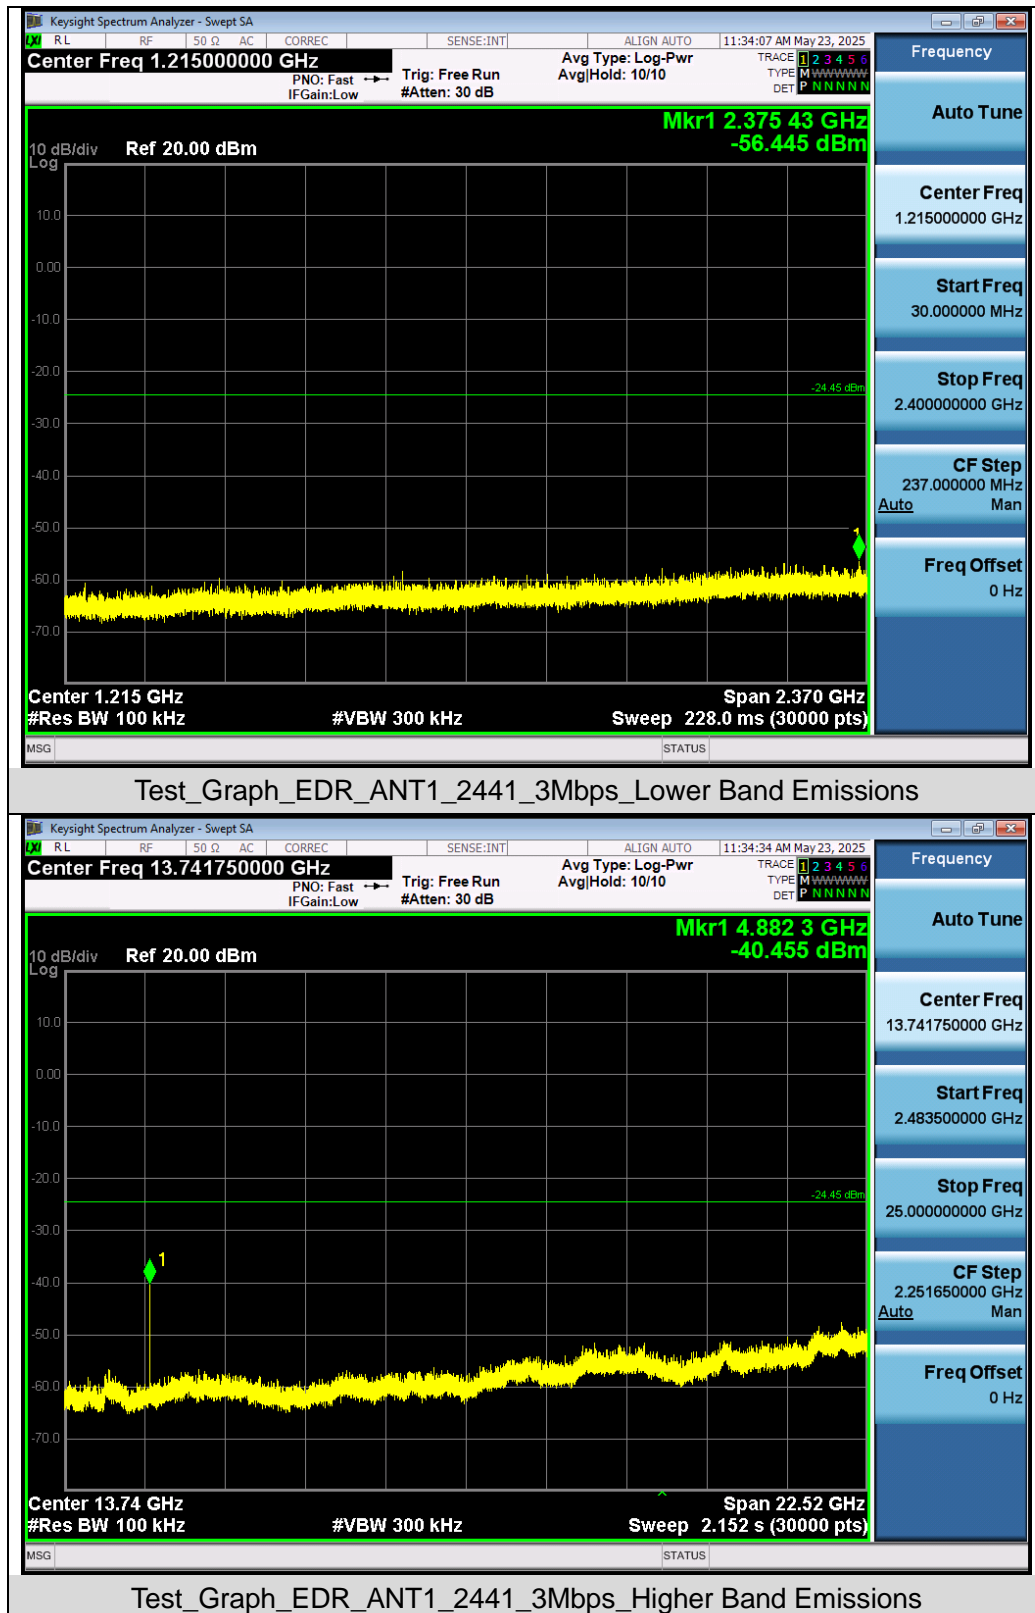 Keysight Spectrum Analyzer - Swept SA
LXI RL RF 50 Ω AC CORREC SENSE:INT ALIGN AUTO 11:34:07 AM May 23, 2025
Center Freq 1.215000000 GHz
PNO: Fast Trig: Free Run Avg Type: Log-Pwr TRACE 1 2 3 4 5 6
IFGain:Low #Atten: 30 dB Avg|Hold: 10/10 TYPE M WWWWW
DET P N N N N N
Mkr1 2.375 43 GHz
-56.445 dBm
10 dB/div Ref 20.00 dBm
Log
10.0
0.00
-10.0
-20.0
-24.45 dBm
-30.0
-40.0
-50.0
1
-60.0
-70.0
Center 1.215 GHz Span 2.370 GHz
#Res BW 100 kHz #VBW 300 kHz Sweep 228.0 ms (30000 pts)
MSG STATUS
Frequency
Auto Tune
Center Freq
1.215000000 GHz
Start Freq
30.000000 MHz
Stop Freq
2.400000000 GHz
CF Step
237.000000 MHz
Auto Man
Freq Offset
0 Hz
Test_Graph_EDR_ANT1_2441_3Mbps_Lower Band Emissions
Keysight Spectrum Analyzer - Swept SA
LXI RL RF 50 Ω AC CORREC SENSE:INT ALIGN AUTO 11:34:34 AM May 23, 2025
Center Freq 13.741750000 GHz
PNO: Fast Trig: Free Run Avg Type: Log-Pwr TRACE 1 2 3 4 5 6
IFGain:Low #Atten: 30 dB Avg|Hold: 10/10 TYPE M WWWWW
DET P N N N N N
Mkr1 4.882 3 GHz
-40.455 dBm
10 dB/div Ref 20.00 dBm
Log
10.0
0.00
-10.0
-20.0
-24.45 dBm
-30.0
1
-40.0
-50.0
-60.0
-70.0
Center 13.74 GHz Span 22.52 GHz
#Res BW 100 kHz #VBW 300 kHz Sweep 2.152 s (30000 pts)
MSG STATUS
Frequency
Auto Tune
Center Freq
13.741750000 GHz
Start Freq
2.483500000 GHz
Stop Freq
25.000000000 GHz
CF Step
2.251650000 GHz
Auto Man
Freq Offset
0 Hz
Test_Graph_EDR_ANT1_2441_3Mbps_Higher Band Emissions